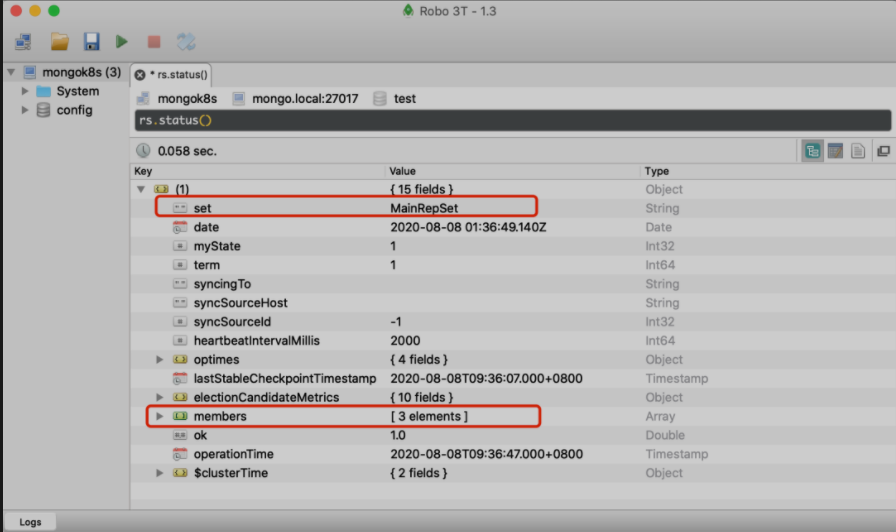 Robo 3T - 1.3
mongok8s (3)
System
config
* rs.status()
mongok8s mongo.local:27017 test
rs.status()
0.058 sec.
Key Value Type
(1) { 15 fields } Object
set MainRepSet String
date 2020-08-08 01:36:49.140Z Date
myState 1 Int32
term 1 Int64
syncingTo String
syncSourceHost String
syncSourceId -1 Int32
heartbeatIntervalMillis 2000 Int64
optimes { 4 fields } Object
lastStableCheckpointTimestamp 2020-08-08T09:36:07.000+0800 Timestamp
electionCandidateMetrics { 10 fields } Object
members [ 3 elements ] Array
ok 1.0 Double
operationTime 2020-08-08T09:36:47.000+0800 Timestamp
$clusterTime { 2 fields } Object
Logs